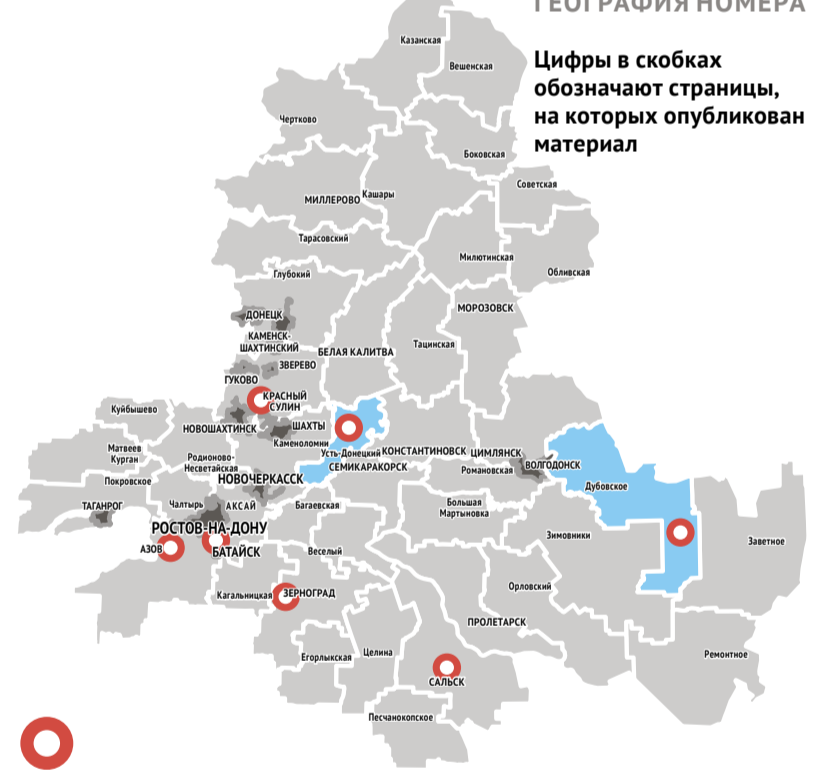 ГЕОГРАФИЯ НОМЕРА
Цифры в скобках
обозначают страницы,
на которых опубликован
материал
Казанская
Вешенская
Чертково
Боковская
Советская
МИЛЛЕРОВО
Кашары
Тарасовский
Милютинская
Обливская
Глубокий
МОРОЗОВСК
ДОНЕЦК
КАМЕНСК-
ШАХТИНСКИЙ
БЕЛАЯ КАЛИТВА
Тацинская
ЗВЕРЕВО
ГУКОВО
КРАСНЫЙ
СУЛИН
Куйбышево
НОВОШАХТИНСК
ШАХТЫ
Каменоломни
Матвеев
Курган
Родионово-
Несветайская
Усть-Донецкий
КОНСТАНТИНОВСК
ЦИМЛЯНСК
СЕМИКАРАКОРСК
Романовская
ВОЛГОДОНСК
Покровское
НОВОЧЕРКАССК
Дубовское
ТАГАНРОГ
Чалтырь
АКСАЙ
Багаевская
Большая
Мартыновка
РОСТОВ-НА-ДОНУ
Зимовники
Заветное
АЗОВ
БАТАЙСК
Веселый
Кагальницкая
ЗЕРНОГРАД
Орловский
ПРОЛЕТАРСК
Егорлыкская
Целина
Ремонтное
САЛЬСК
Песчанокопское